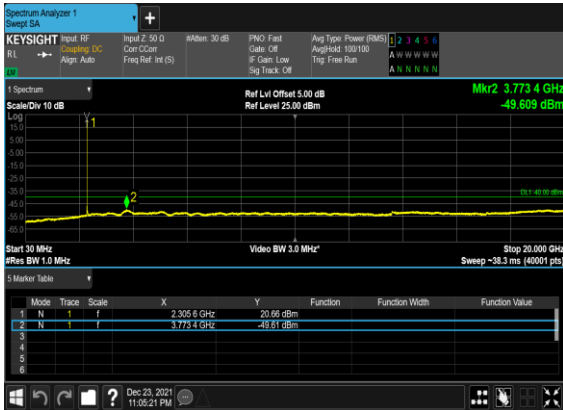 Spectrum Analyzer 1
Swept SA
+
KEYSIGHT Input: RF Input Z: 50 Ω #Atten: 30 dB PNO: Fast Avg Type: Power (RMS) 1 2 3 4 5 6
RL Coupling: DC Corr CCorr Gate: Off Avg|Hold: 100/100 A W W W W W
Align: Auto Freq Ref: Int (S) IF Gain: Low Trig: Free Run
Sig Track: Off A N N N N N
1 Spectrum Ref Lvl Offset 5.00 dB Mkr2 3.773 4 GHz
Scale/Div 10 dB Ref Level 25.00 dBm -49.609 dBm
Log
15.0
5.00
-5.00
-15.0
-25.0
-35.0
-45.0
-55.0
-65.0
1
2
DL1 -40.00 dBm
Start 30 MHz Video BW 3.0 MHz* Stop 20.000 GHz
#Res BW 1.0 MHz Sweep ~38.3 ms (40001 pts)
5 Marker Table
Mode Trace Scale X Y Function Function Width Function Value
1 N 1 f 2.305 6 GHz 20.66 dBm
2 N 1 f 3.773 4 GHz -49.61 dBm
3
4
5
6
? Dec 23, 2021
11:05:21 PM